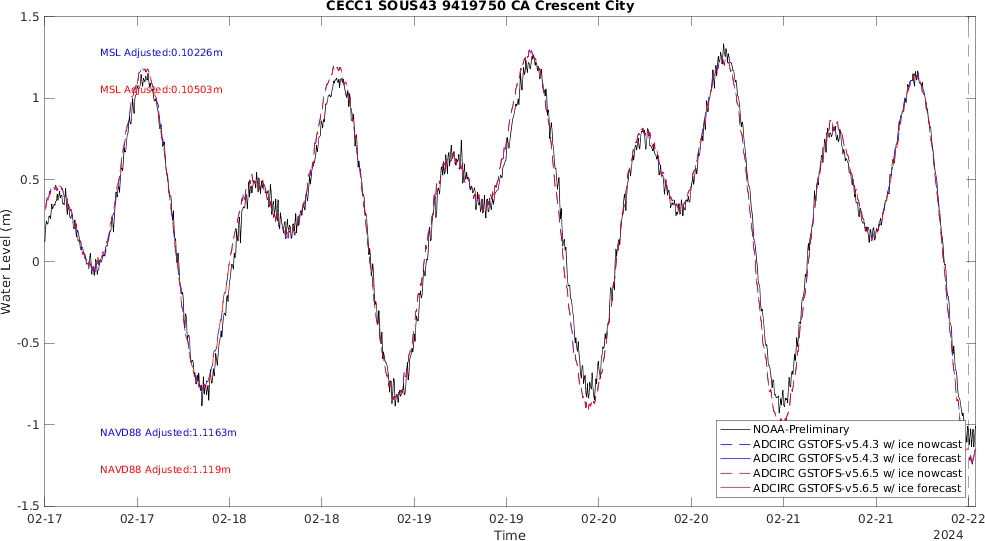 CECC1 SOUS43 9419750 CA Crescent City
1.5
1
0.5
0
-0.5
-1
-1.5
Water Level (m)
MSL Adjusted:0.10226m
MSL Adjusted:0.10503m
NAVD88 Adjusted:1.1163m
NAVD88 Adjusted:1.119m
NOAA-Preliminary
ADCIRC GSTOFS-v5.4.3 w/ ice nowcast
ADCIRC GSTOFS-v5.4.3 w/ ice forecast
ADCIRC GSTOFS-v5.6.5 w/ ice nowcast
ADCIRC GSTOFS-v5.6.5 w/ ice forecast
02-17 02-17 02-18 02-18 02-19 02-19 02-20 02-20 02-21 02-21 02-22
Time
2024